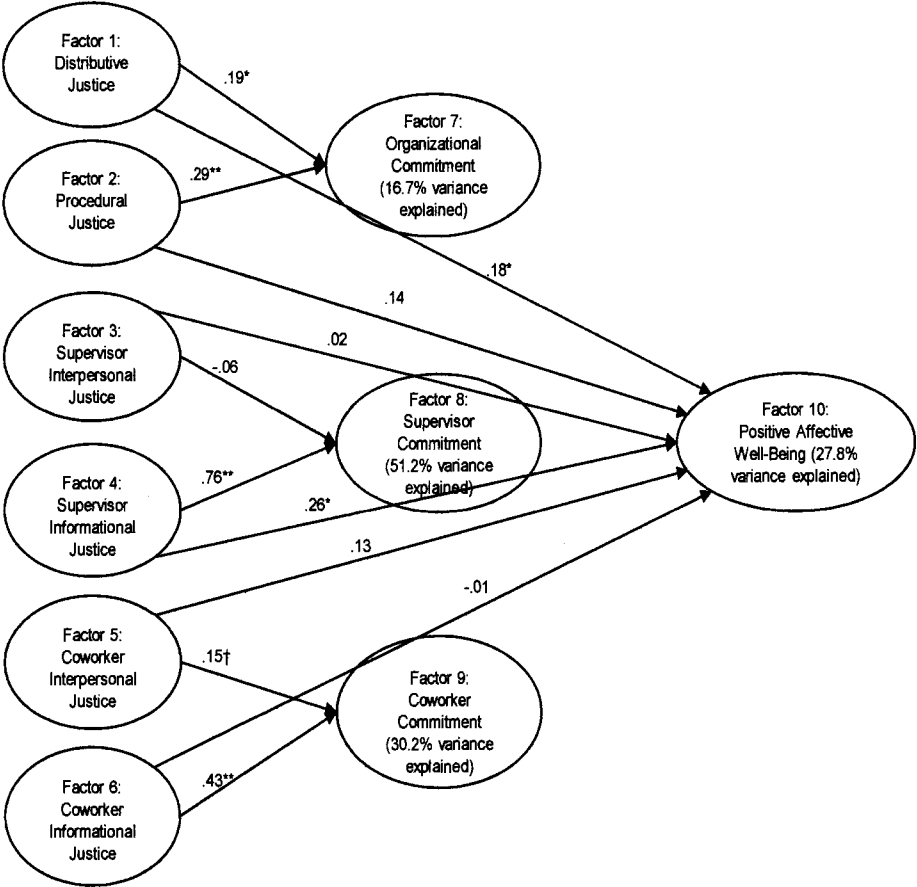 Factor 1:
Distributive
Justice
.19*
Factor 7:
Organizational
Commitment
(16.7% variance
explained)
Factor 2:
Procedural
Justice
.29**
.18*
.14
Factor 3:
Supervisor
Interpersonal
Justice
.02
-.06
Factor 8:
Supervisor
Commitment
(51.2% variance
explained)
Factor 10:
Positive Affective
Well-Being (27.8%
variance explained)
Factor 4:
Supervisor
Informational
Justice
.76**
.26*
.13
-.01
Factor 5:
Coworker
Interpersonal
Justice
.15†
Factor 9:
Coworker
Commitment
(30.2% variance
explained)
Factor 6:
Coworker
Informational
Justice
.43**